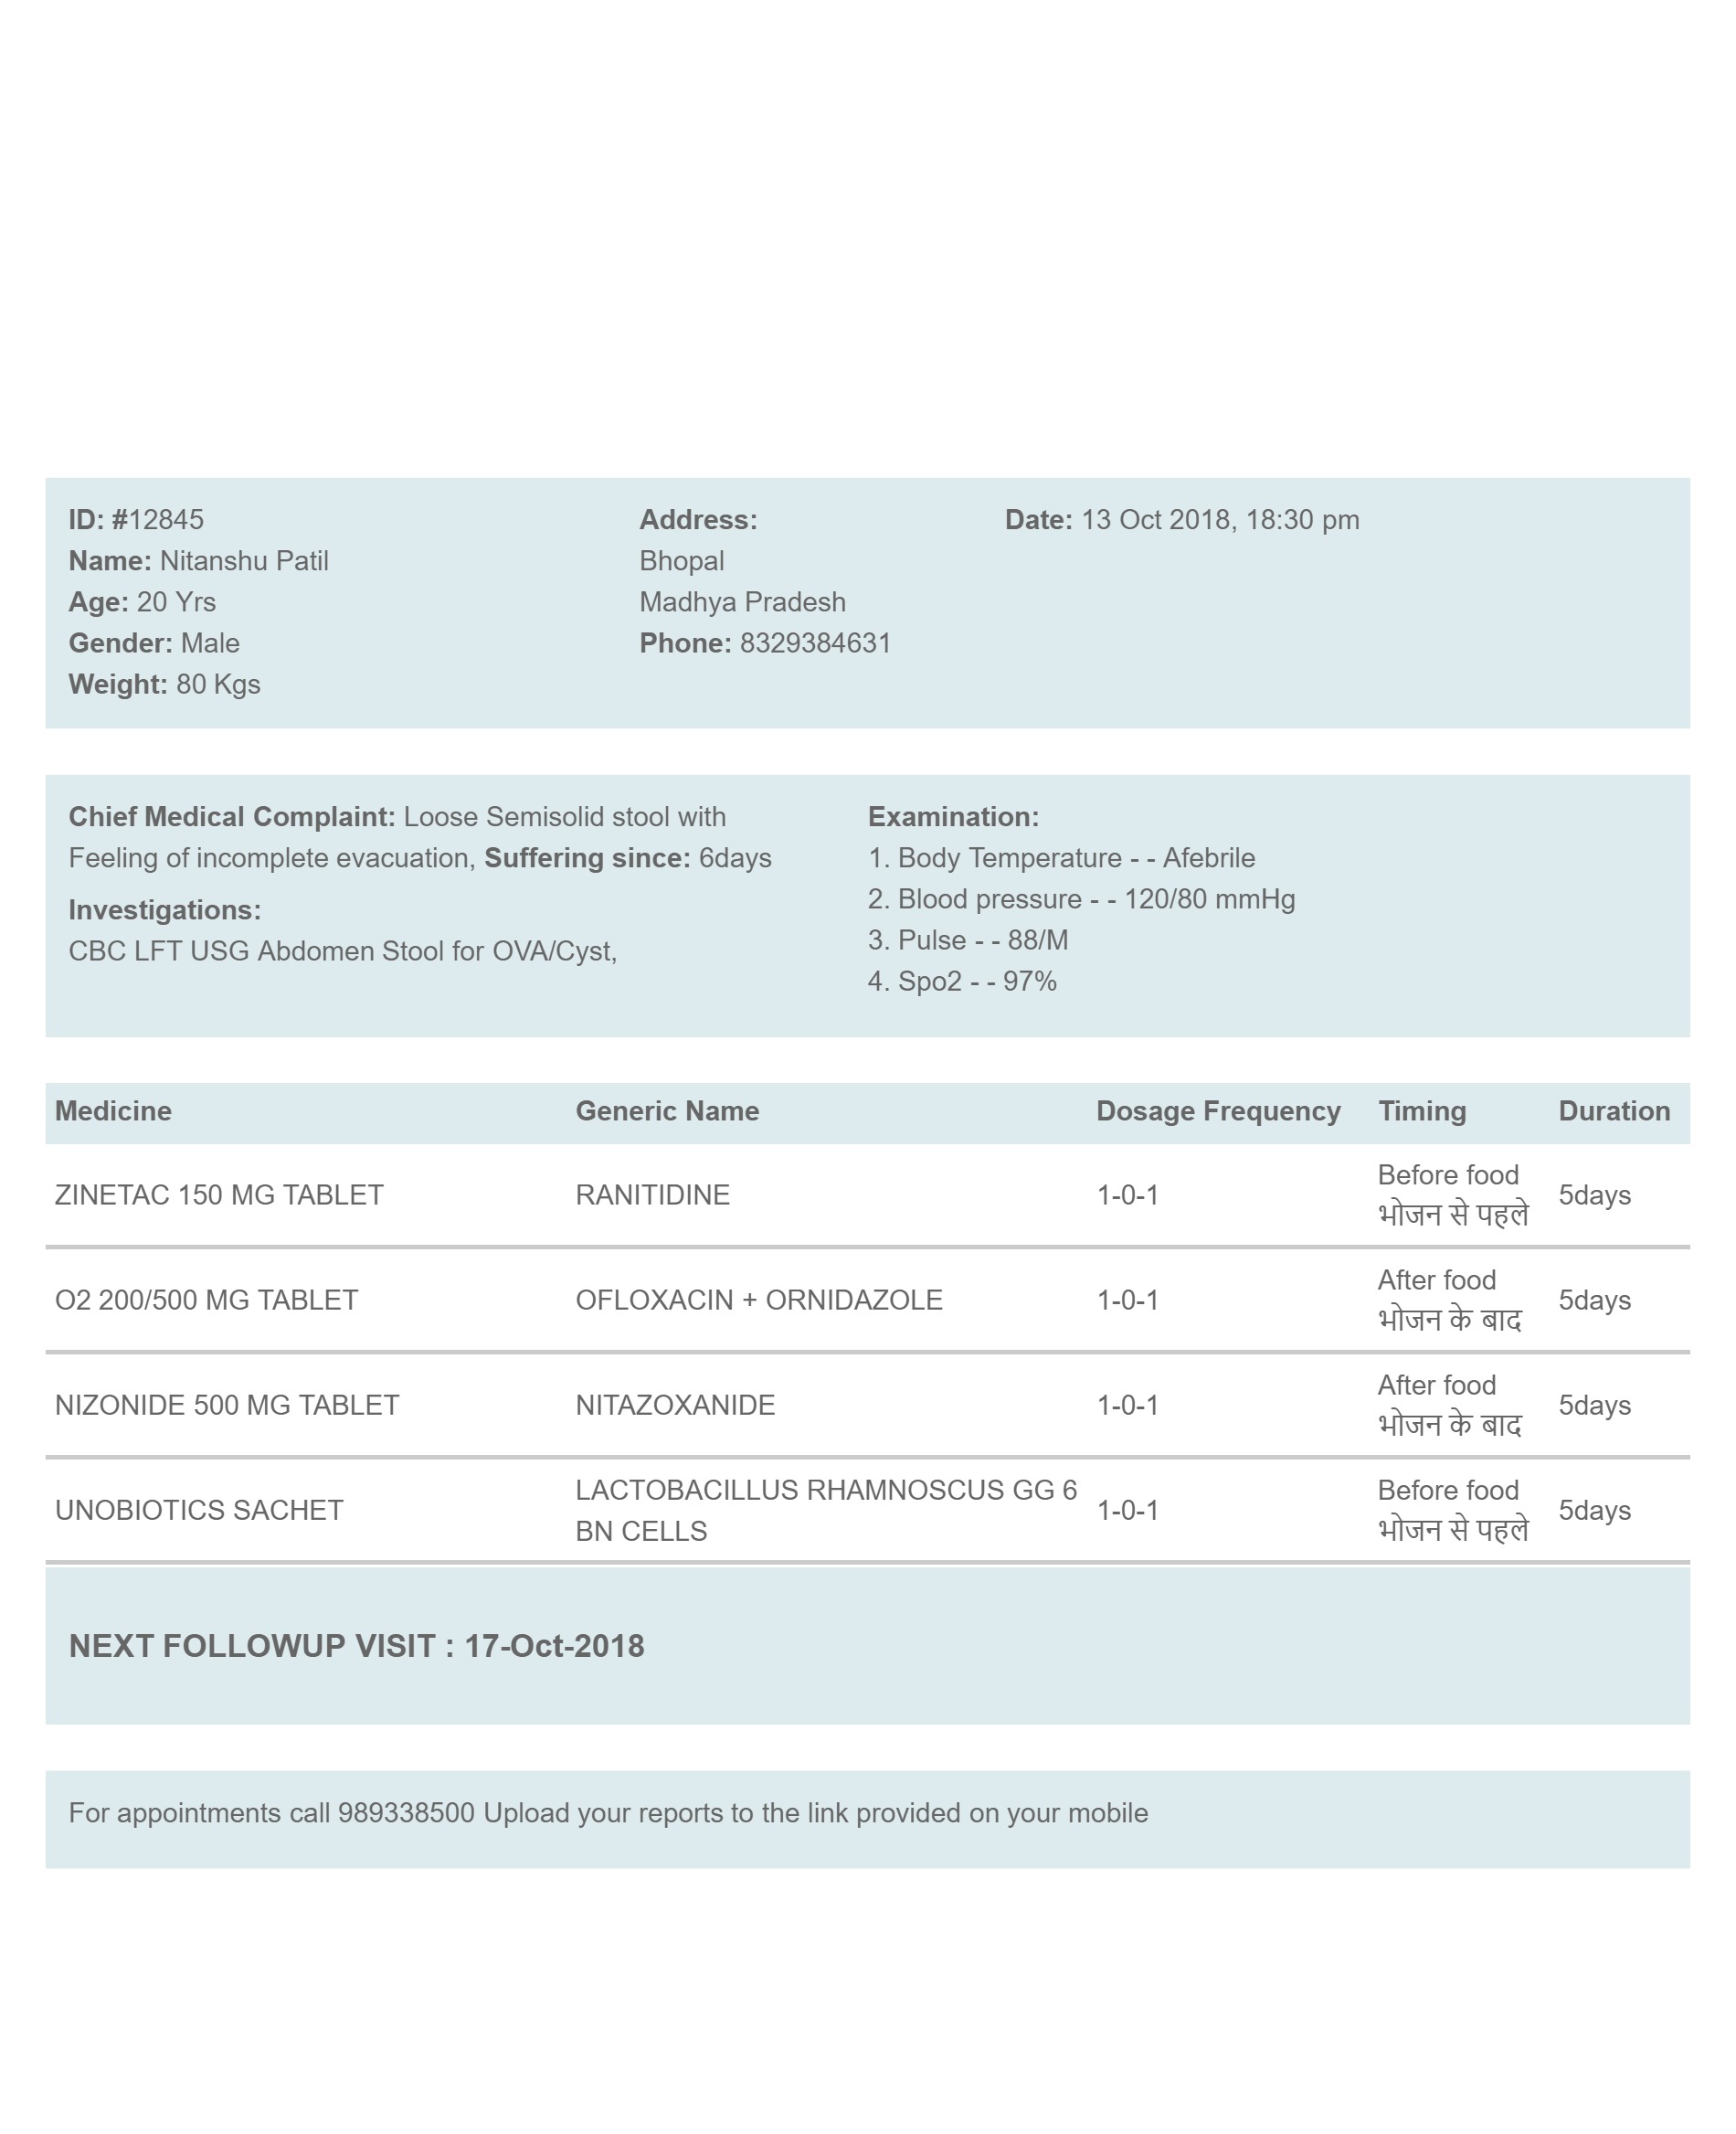 ID: #12845
Name: Nitanshu Patil
Age: 20 Yrs
Gender: Male
Weight: 80 Kgs
Address:
Bhopal
Madhya Pradesh
Phone: 8329384631
Date: 13 Oct 2018, 18:30 pm
Chief Medical Complaint: Loose Semisolid stool with
Feeling of incomplete evacuation, Suffering since: 6days
Investigations:
CBC LFT USG Abdomen Stool for OVA/Cyst,
Examination:
1. Body Temperature - - Afebrile
2. Blood pressure - - 120/80 mmHg
3. Pulse - - 88/M
4. Spo2 - - 97%
Medicine Generic Name Dosage Frequency Timing Duration
ZINETAC 150 MG TABLET RANITIDINE 1-0-1 Before food 5days
भोजन से पहले
O2 200/500 MG TABLET OFLOXACIN + ORNIDAZOLE 1-0-1 After food 5days
भोजन के बाद
NIZONIDE 500 MG TABLET NITAZOXANIDE 1-0-1 After food 5days
भोजन के बाद
UNOBIOTICS SACHET LACTOBACILLUS RHAMNOSCUS GG 6 1-0-1 Before food 5days
BN CELLS भोजन से पहले
NEXT FOLLOWUP VISIT : 17-Oct-2018
For appointments call 989338500 Upload your reports to the link provided on your mobile